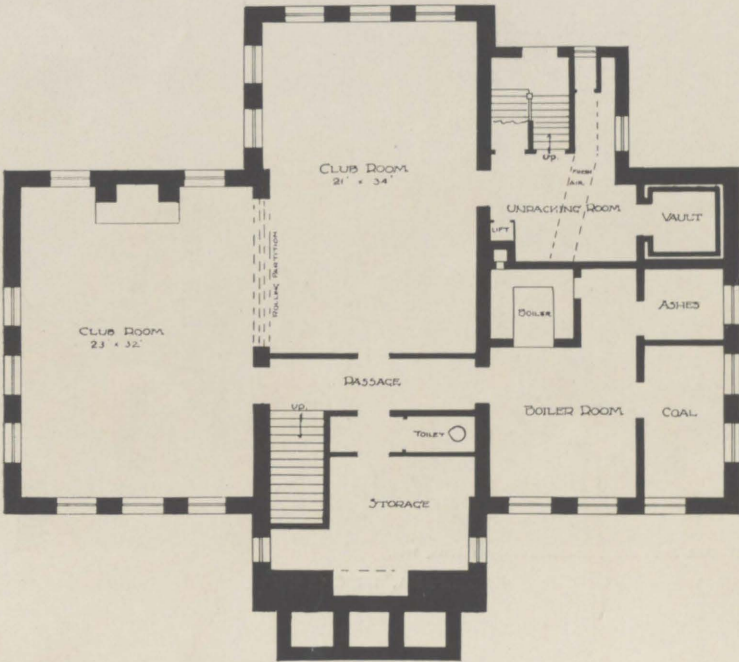 CLUB ROOM
21' x 34'
UP.
FRESH
AIR
UNPACKING ROOM
VAULT
LIFT
ROLLING PARTITION
BOILER
ASHES
CLUB ROOM
23' x 32'
PASSAGE
UP.
BOILER ROOM
COAL
TOILET
STORAGE